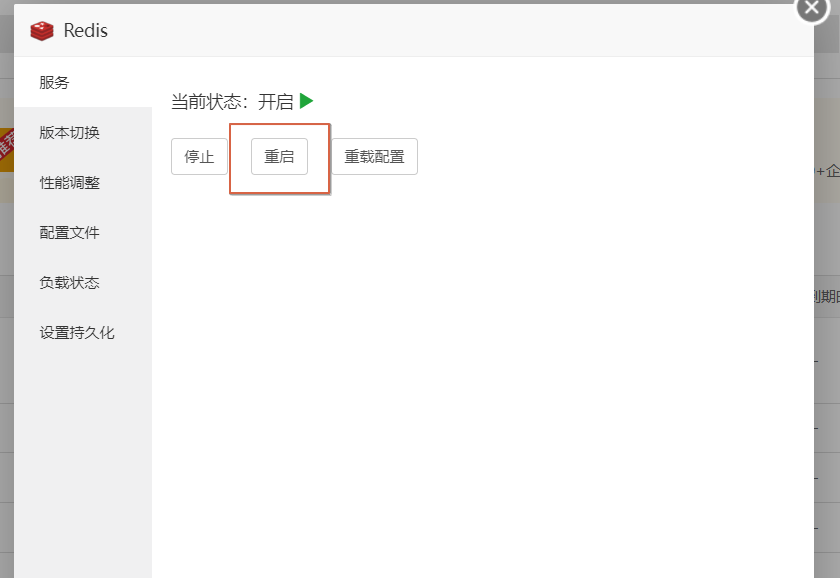 Redis
服务
版本切换
性能调整
配置文件
负载状态
设置持久化
当前状态：开启
停止 重启 重载配置
推荐